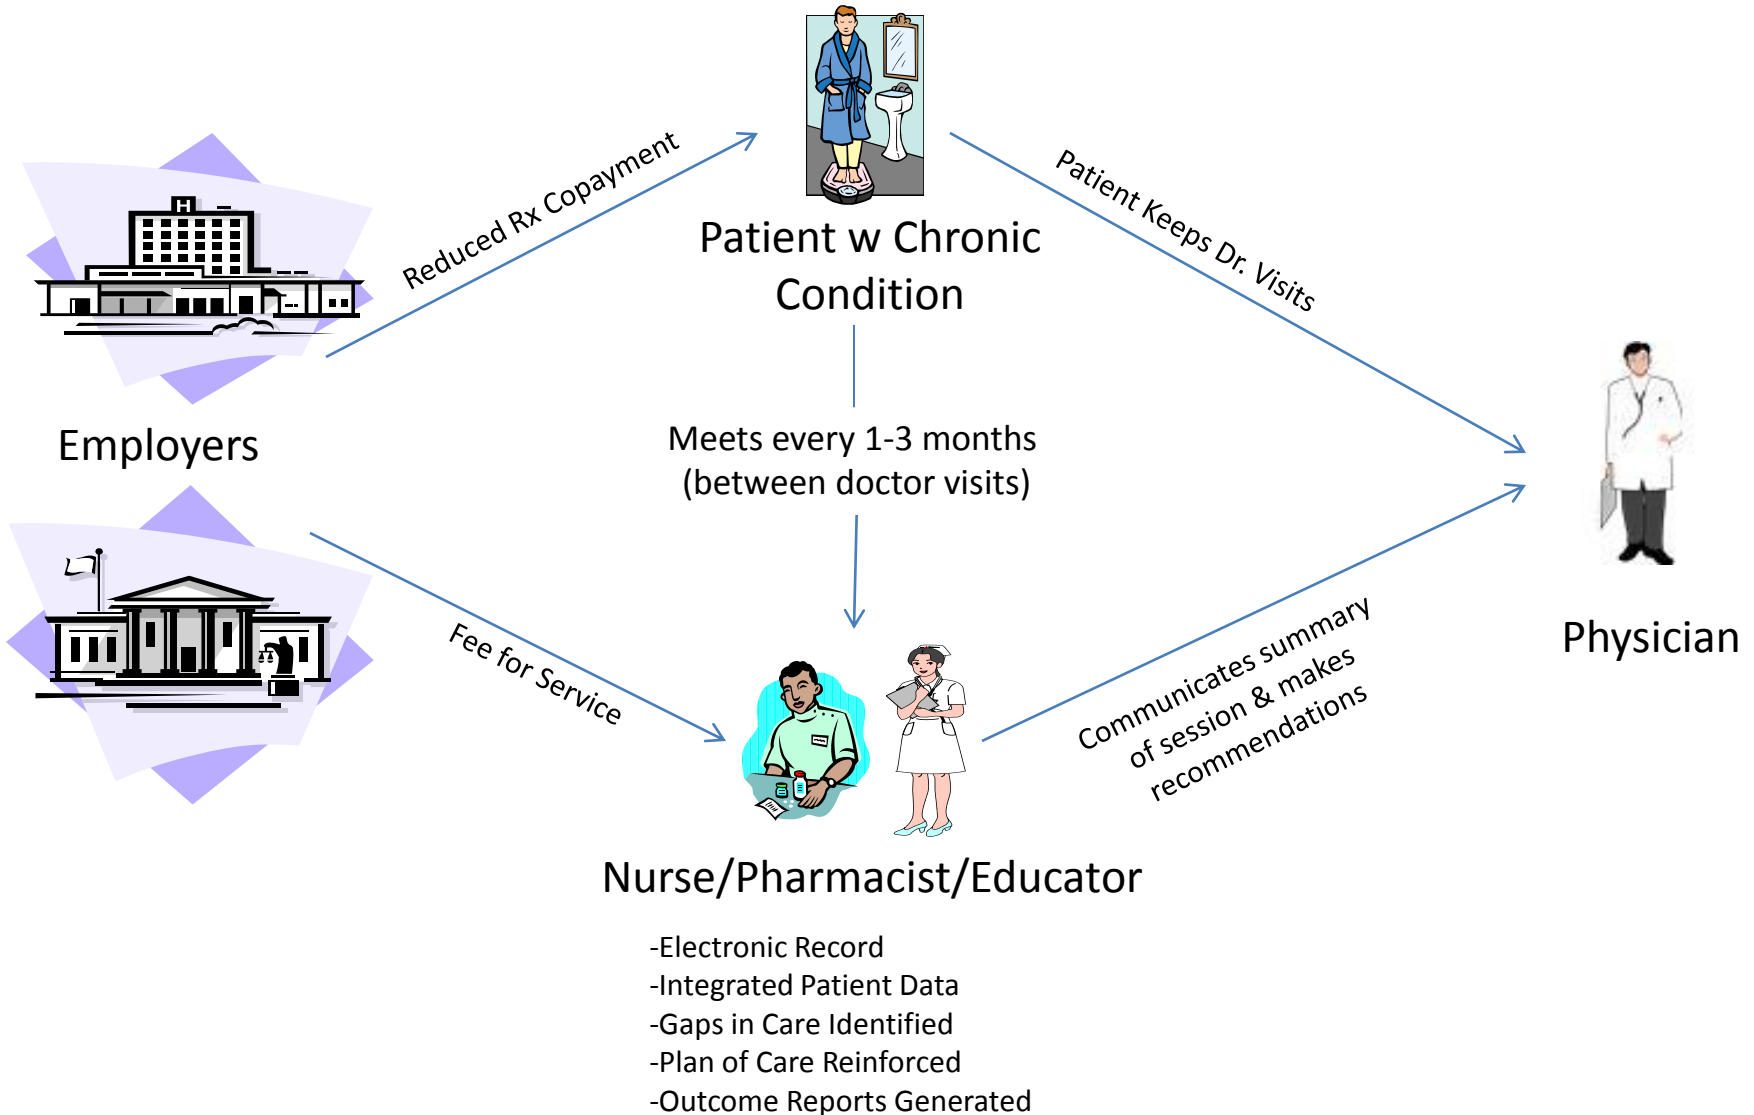 Reduced Rx Copayment
Patient w Chronic
Condition
Patient Keeps Dr. Visits
Employers
Meets every 1-3 months
(between doctor visits)
Fee for Service
Physician
Communicates summary
of session & makes
recommendations
Nurse/Pharmacist/Educator
-Electronic Record
-Integrated Patient Data
-Gaps in Care Identified
-Plan of Care Reinforced
-Outcome Reports Generated
H